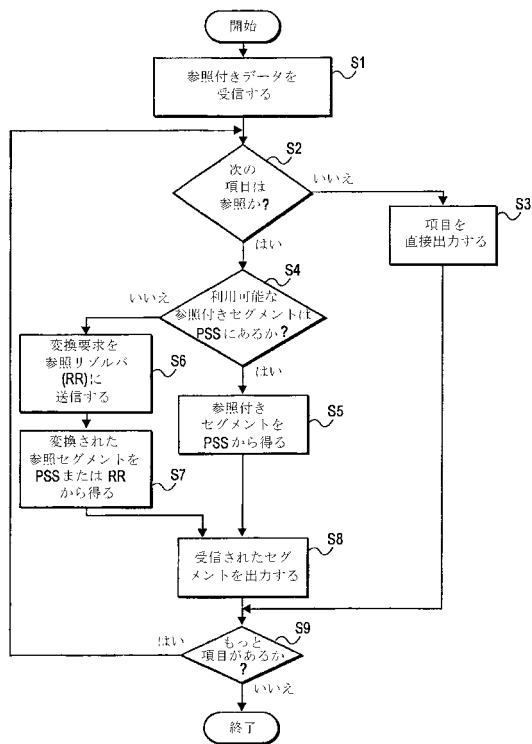 開始
S1
参照付きデータを
受信する
S2
次の
項目は
参照か?
いいえ
はい
S3
項目を
直接出力する
S4
利用可能な
参照付きセグメントは
PSSにあるか?
いいえ
はい
変換要求を
参照リゾルバ
(RR)に
送信する
S6
参照付き
セグメントを
PSSから得る
S5
変換された
参照セグメントを
PSSまたはRR
から得る
S7
受信されたセグ
メントを出力する
S8
もっと
項目があるか
?
S9
はい
いいえ
終了